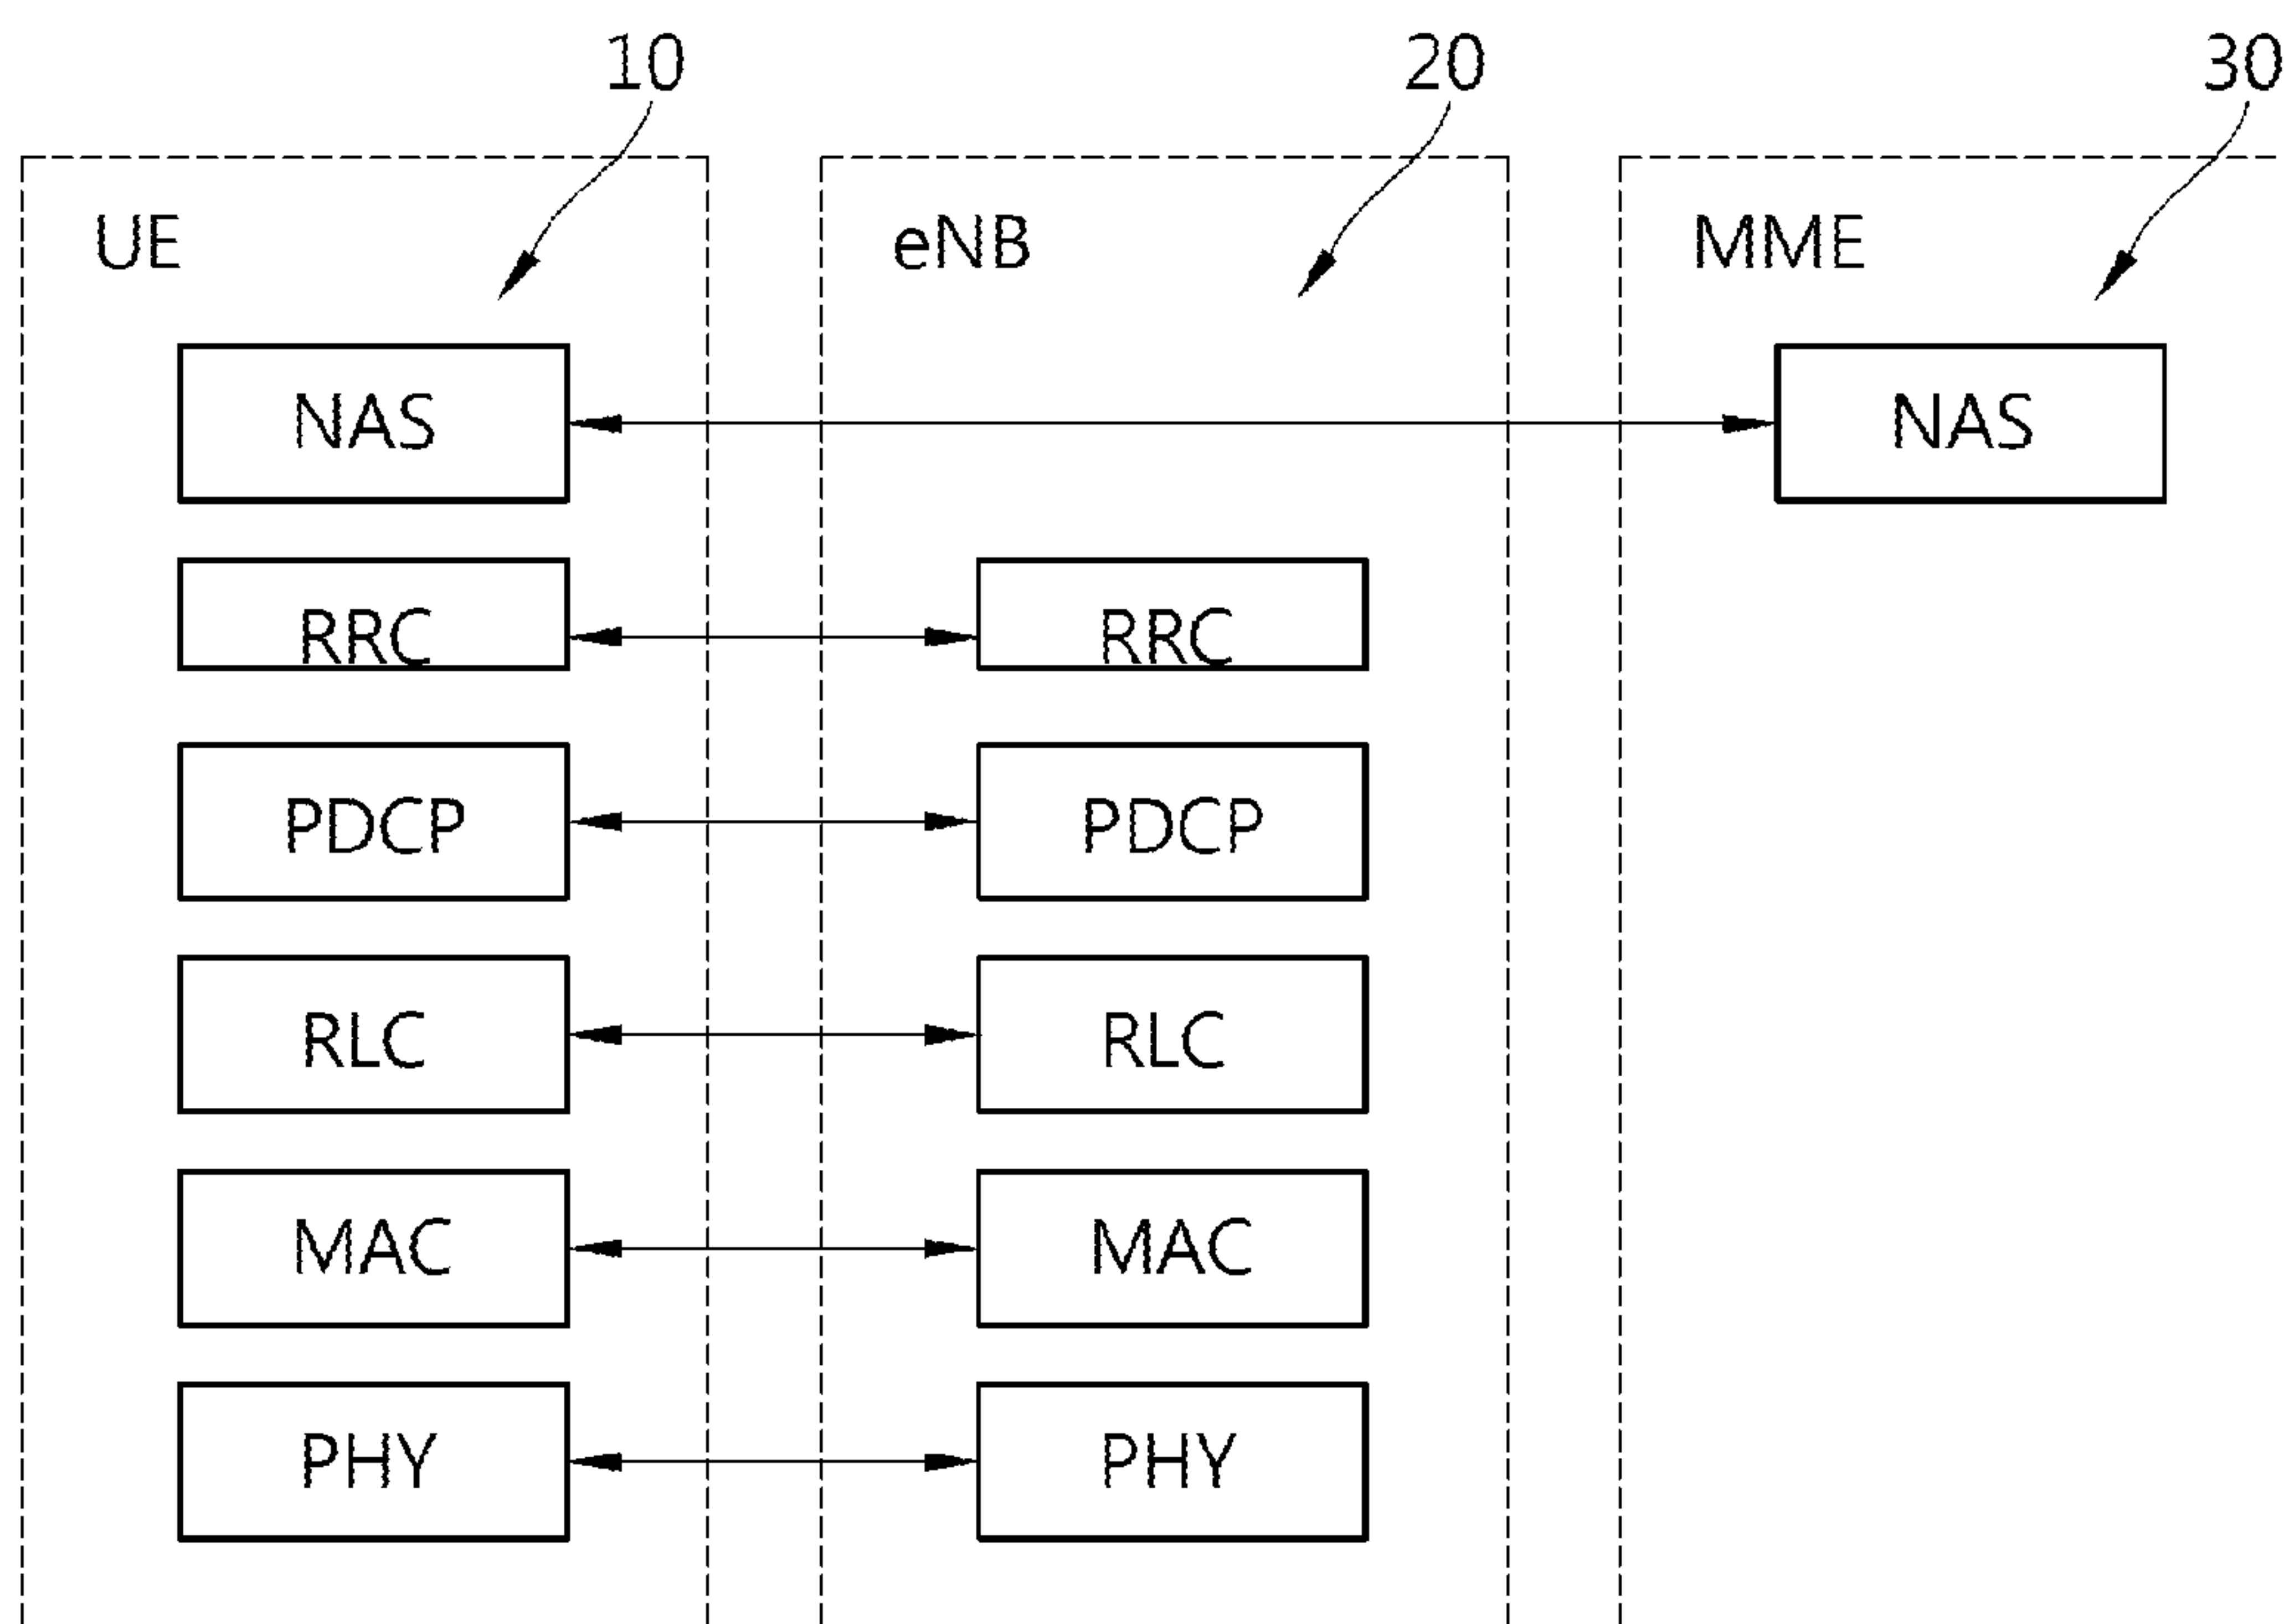 10 20 30
UE eNB MME
NAS NAS
RRC RRC
PDCP PDCP
RLC RLC
MAC MAC
PHY PHY